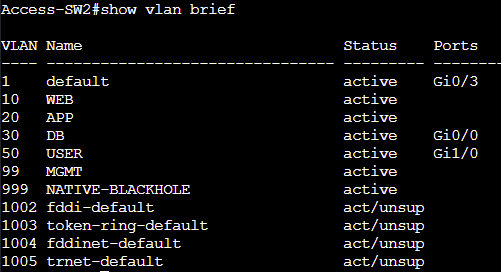 Access-SW2#show vlan brief
VLAN Name                             Status    Ports
---- -------------------------------- --------- --------
1    default                          active    Gi0/3
10   WEB                              active
20   APP                              active
30   DB                               active    Gi0/0
50   USER                             active    Gi1/0
99   MGMT                             active
999  NATIVE-BLACKHOLE                 active
1002 fddi-default                     act/unsup
1003 token-ring-default               act/unsup
1004 fddinet-default                  act/unsup
1005 trnet-default                    act/unsup